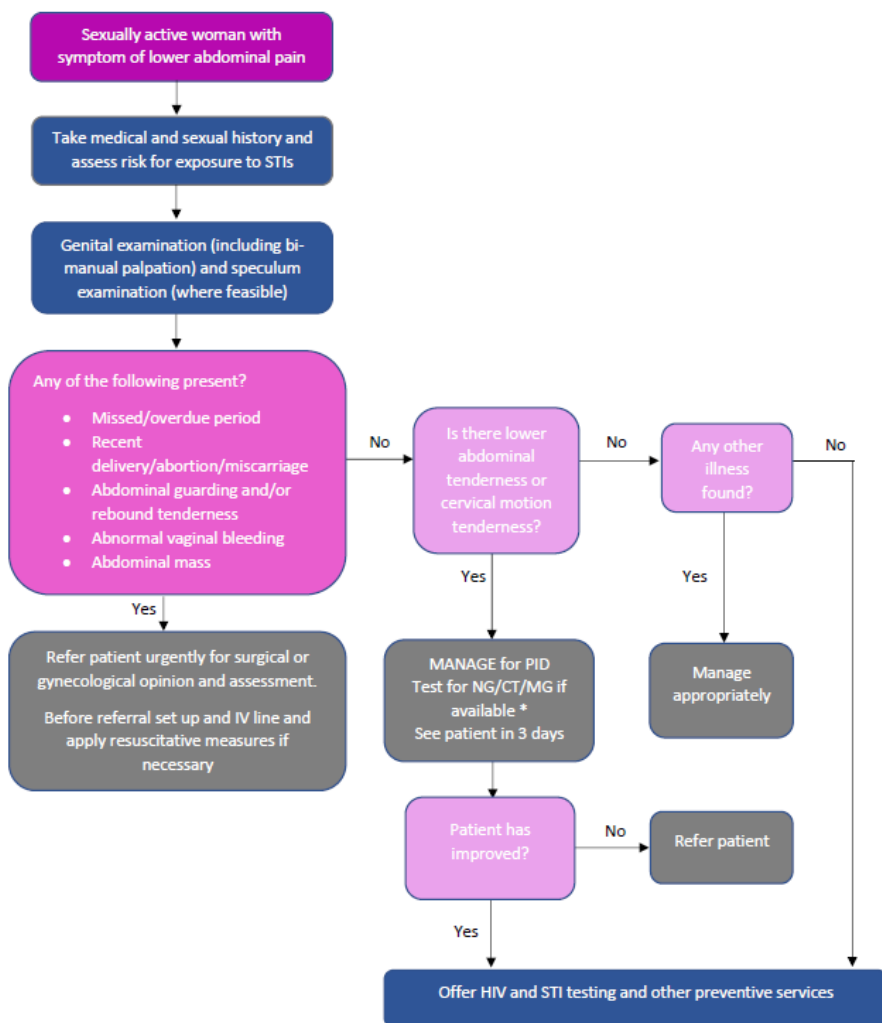 Sexually active woman with
symptom of lower abdominal pain
Take medical and sexual history and
assess risk for exposure to STIs
Genital examination (including bi-
manual palpation) and speculum
examination (where feasible)
Any of the following present?
● Missed/overdue period
● Recent
delivery/abortion/miscarriage
● Abdominal guarding and/or
rebound tenderness
● Abnormal vaginal bleeding
● Abdominal mass
No
Is there lower
abdominal
tenderness or
cervical motion
tenderness?
No
Any other
illness
found?
No
Yes
Refer patient urgently for surgical or
gynecological opinion and assessment.
Before referral set up and IV line and
apply resuscitative measures if
necessary
Yes
MANAGE for PID
Test for NG/CT/MG if
available *
See patient in 3 days
Yes
Manage
appropriately
Patient has
improved?
No
Refer patient
Yes
Offer HIV and STI testing and other preventive services